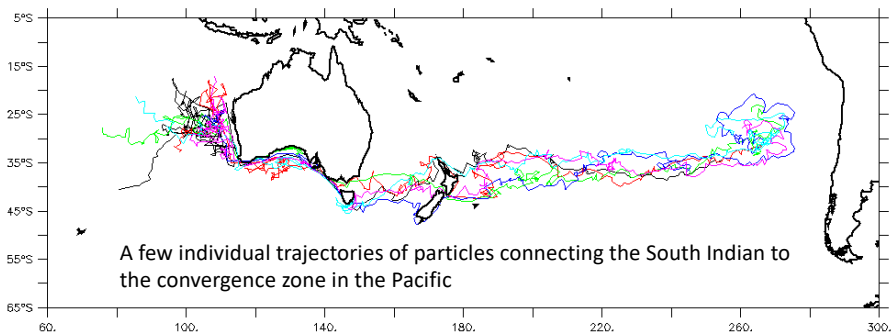 5°S
15°S
25°S
35°S
45°S
55°S
65°S
A few individual trajectories of particles connecting the South Indian to
the convergence zone in the Pacific
60. 100. 140. 180. 220. 260. 300.